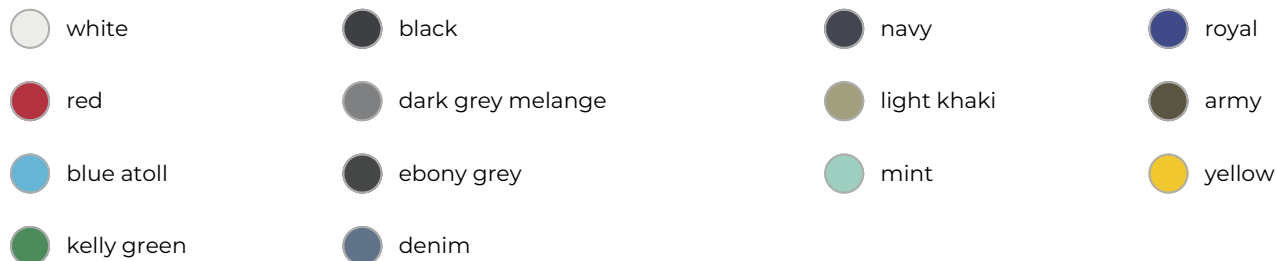 white
black
navy
royal
red
dark grey melange
light khaki
army
blue atoll
ebony grey
mint
yellow
kelly green
denim